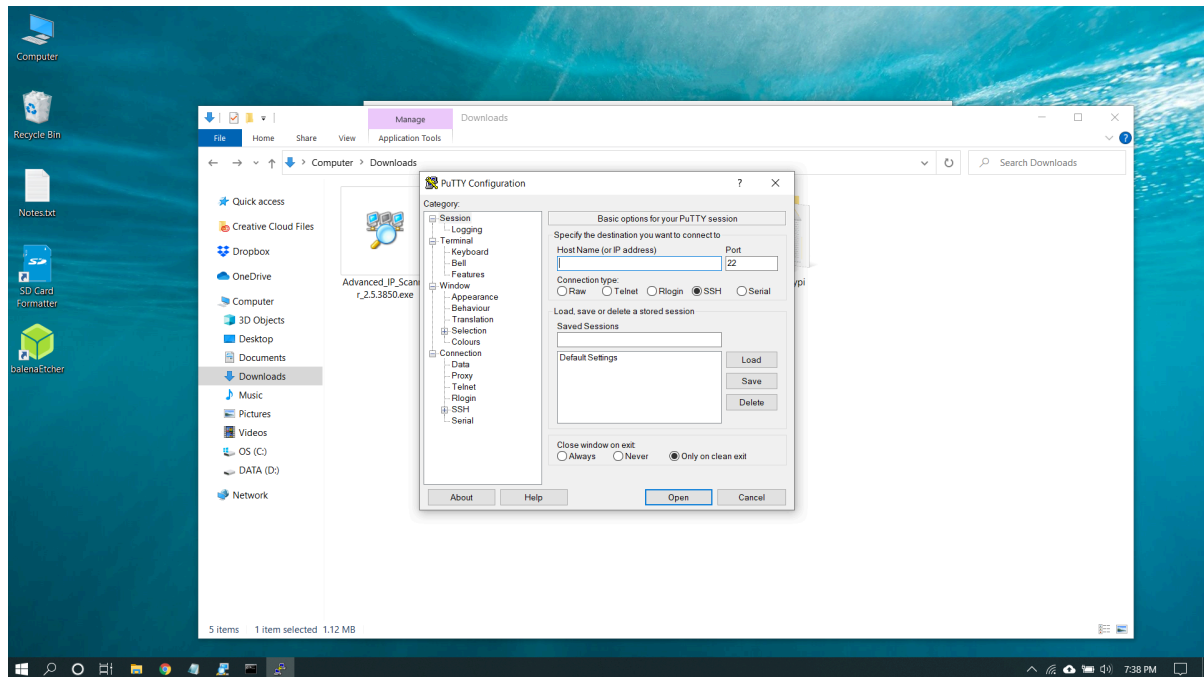 Computer
Recycle Bin
Notes.txt
SD Card
Formatter
balenaEtcher
Manage
Downloads
File
Home
Share
View
Application Tools
Computer
Downloads
Search Downloads
Quick access
Creative Cloud Files
Dropbox
OneDrive
Computer
3D Objects
Desktop
Documents
Downloads
Music
Pictures
Videos
OS (C:)
DATA (D:)
Network
Advanced_IP_Scan
r_2.5.3850.exe
ypi
PuTTY Configuration
?
Category:
Session
Logging
Terminal
Keyboard
Bell
Features
Window
Appearance
Behaviour
Translation
Selection
Colours
Connection
Data
Proxy
Telnet
Rlogin
SSH
Serial
Basic options for your PuTTY session
Specify the destination you want to connect to
Host Name (or IP address)
Port
22
Connection type:
Raw
Telnet
Rlogin
SSH
Serial
Load, save or delete a stored session
Saved Sessions
Default Settings
Load
Save
Delete
Close window on exit:
Always
Never
Only on clean exit
About
Help
Open
Cancel
5 items
1 item selected 1.12 MB
7:38 PM